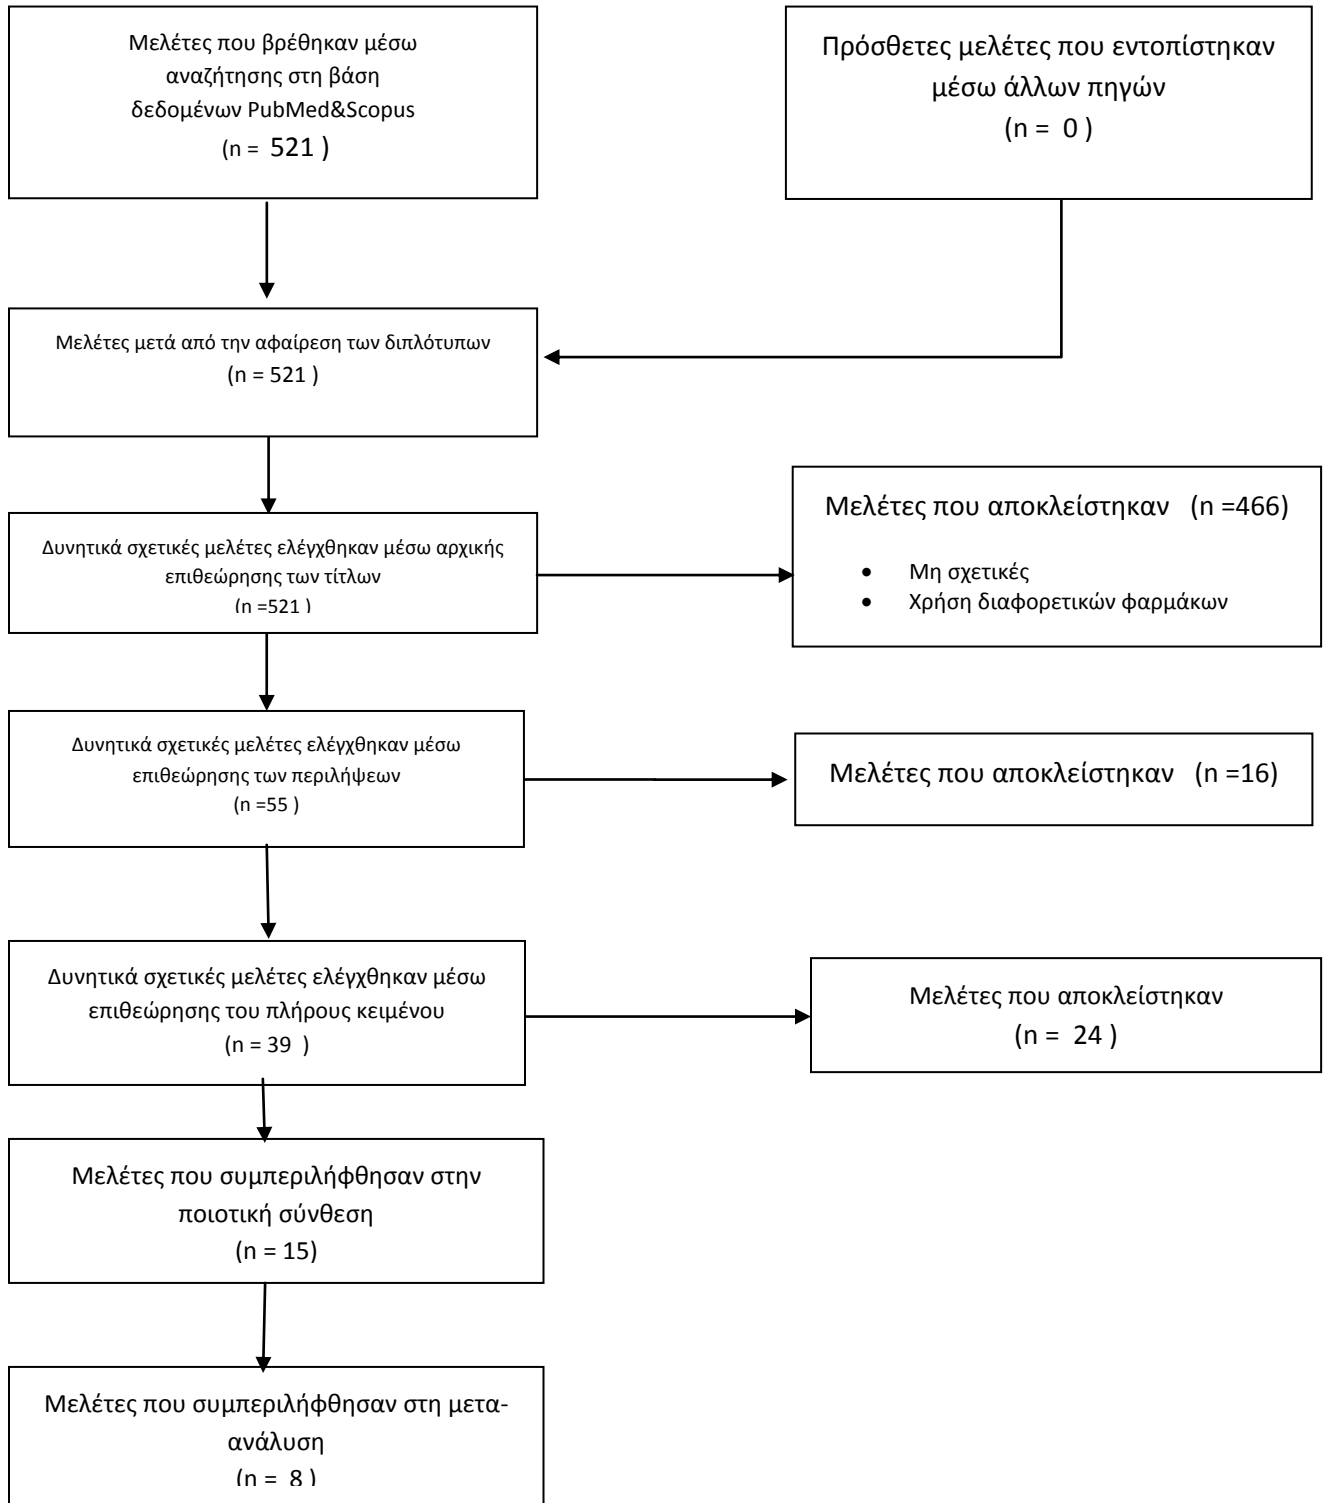 Μελέτες που βρέθηκαν μέσω
αναζήτησης στη βάση
δεδομένων PubMed&Scopus
(n = 521 )
Πρόσθετες μελέτες που εντοπίστηκαν
μέσω άλλων πηγών
(n = 0 )
Μελέτες μετά από την αφαίρεση των διπλότυπων
(n = 521 )
Δυνητικά σχετικές μελέτες ελέγχθηκαν μέσω αρχικής
επιθεώρησης των τίτλων
(n =521 )
Μελέτες που αποκλείστηκαν (n =466)
• Μη σχετικές
• Χρήση διαφορετικών φαρμάκων
Δυνητικά σχετικές μελέτες ελέγχθηκαν μέσω
επιθεώρησης των περιλήψεων
(n =55 )
Μελέτες που αποκλείστηκαν (n =16)
Δυνητικά σχετικές μελέτες ελέγχθηκαν μέσω
επιθεώρησης του πλήρους κειμένου
(n = 39 )
Μελέτες που αποκλείστηκαν
(n = 24 )
Μελέτες που συμπεριλήφθησαν στην
ποιοτική σύνθεση
(n = 15)
Μελέτες που συμπεριλήφθησαν στη μετα-
ανάλυση
(n = 8 )